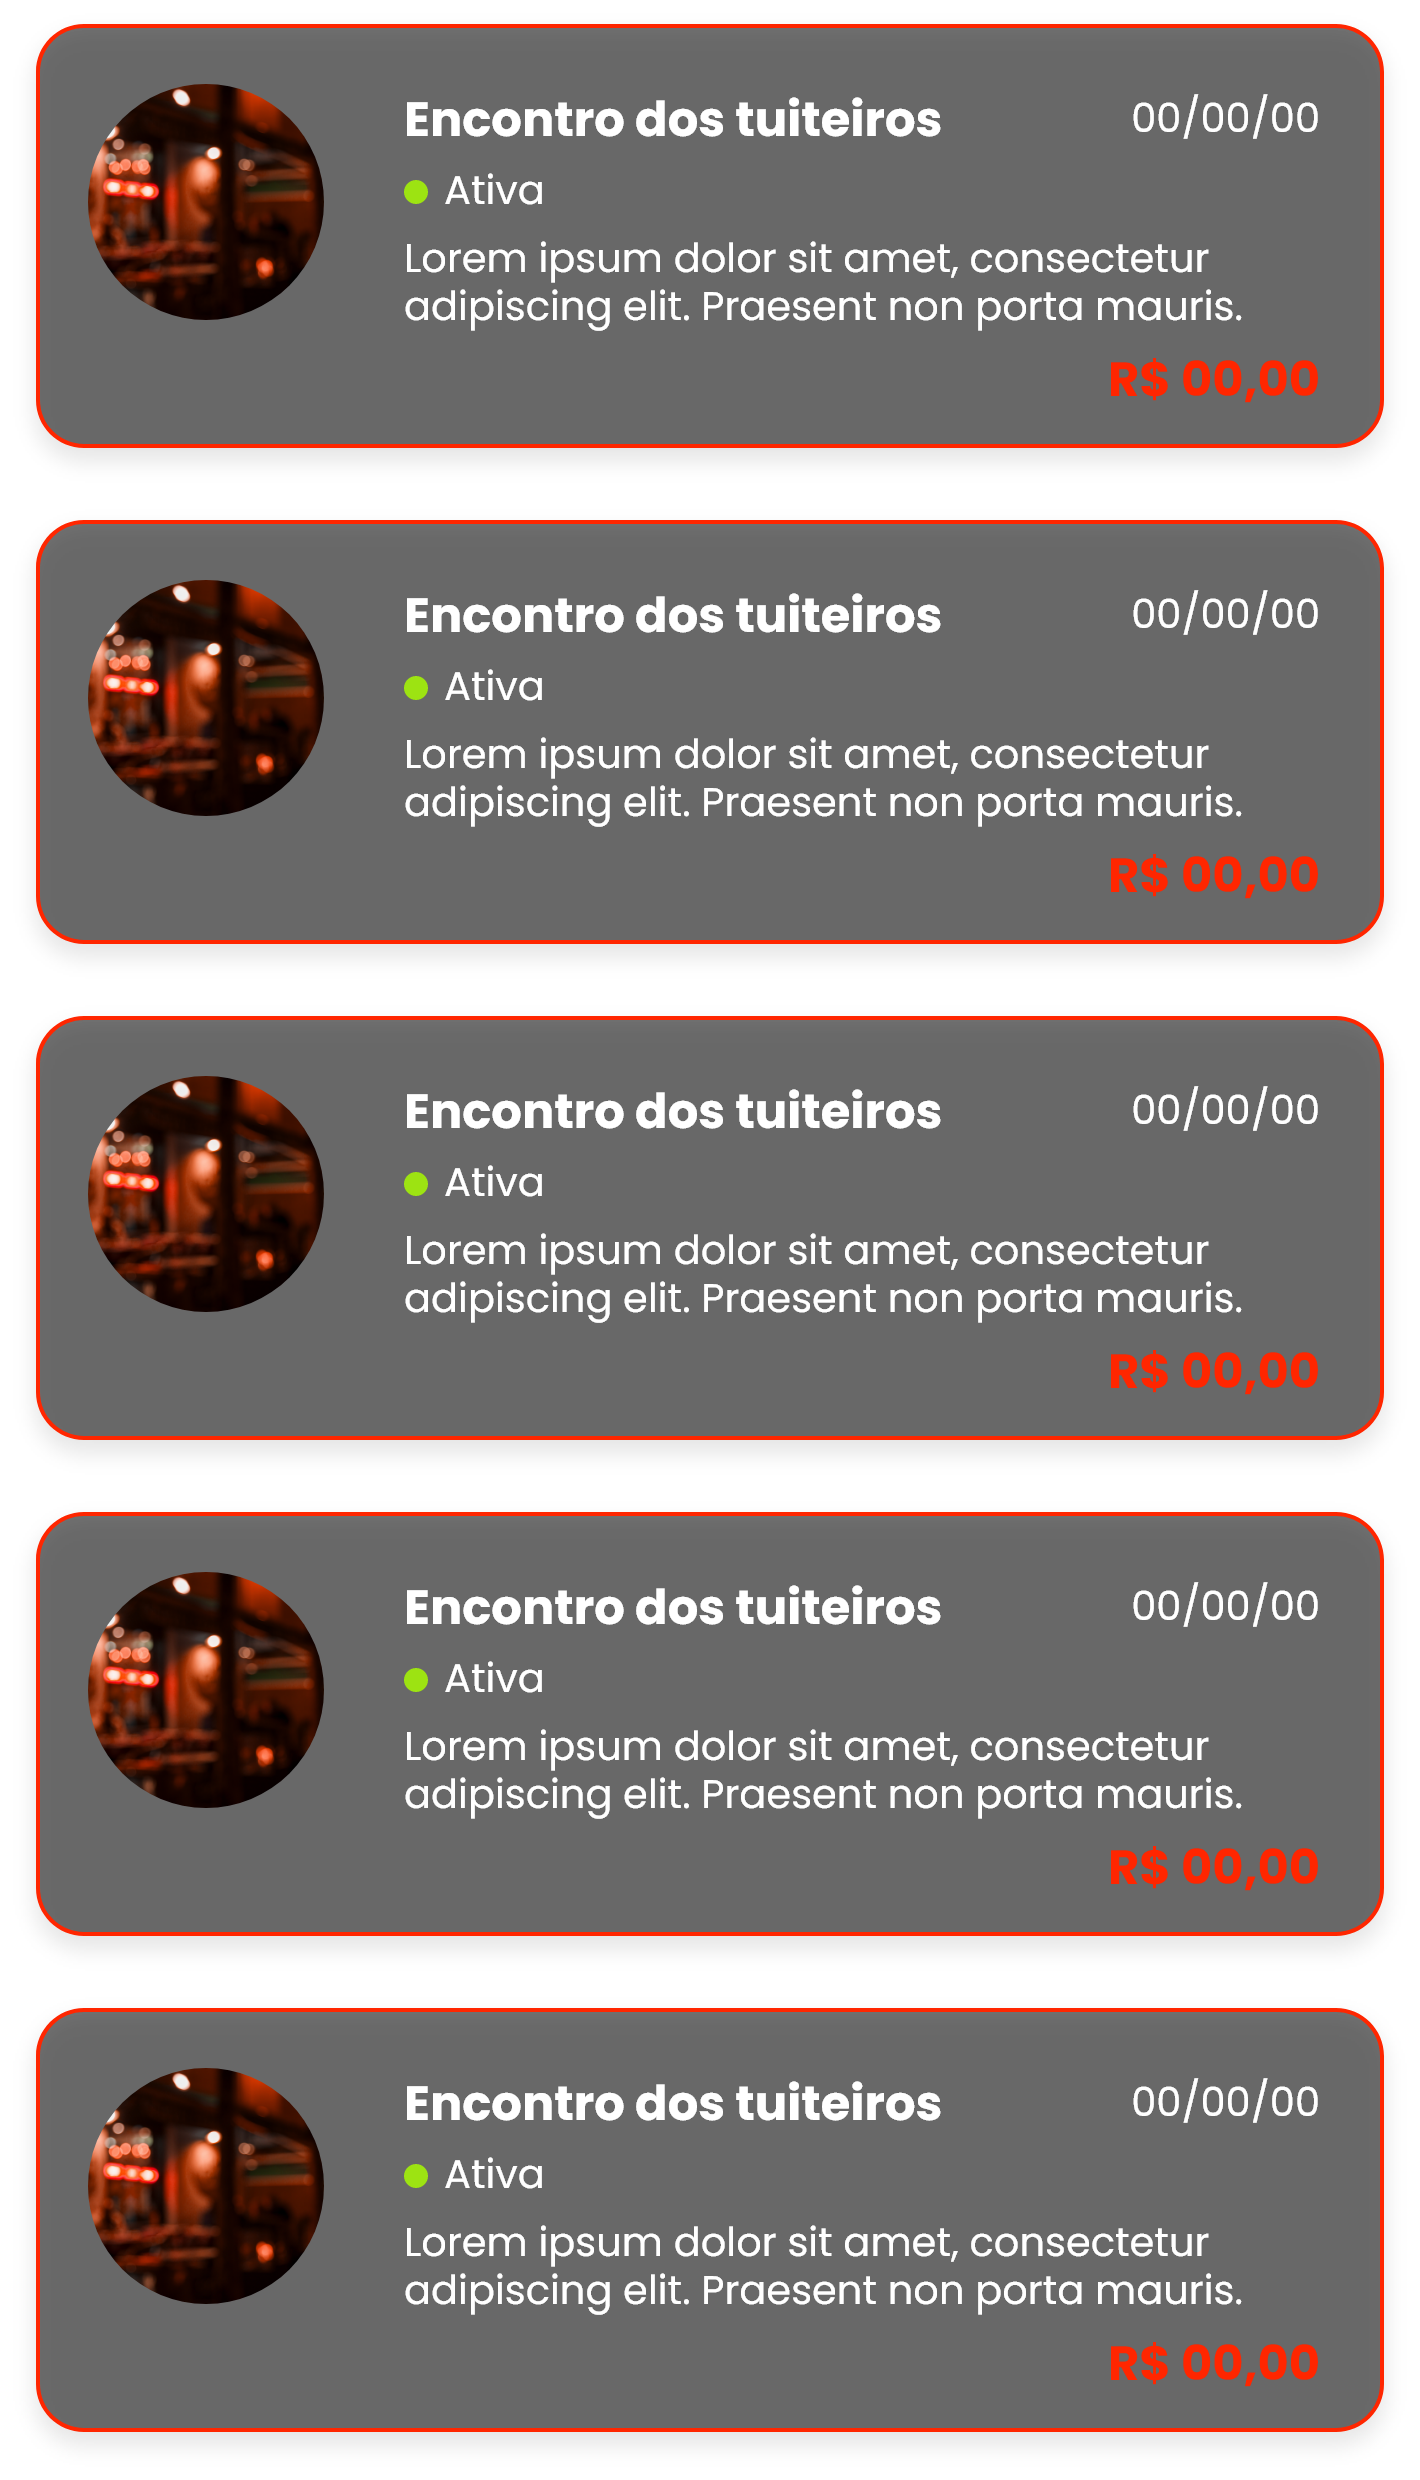 Encontro dos tuiteiros 00/00/00
Ativa
Lorem ipsum dolor sit amet, consectetur
adipiscing elit. Praesent non porta mauris.
R$ 00,00
Encontro dos tuiteiros 00/00/00
Ativa
Lorem ipsum dolor sit amet, consectetur
adipiscing elit. Praesent non porta mauris.
R$ 00,00
Encontro dos tuiteiros 00/00/00
Ativa
Lorem ipsum dolor sit amet, consectetur
adipiscing elit. Praesent non porta mauris.
R$ 00,00
Encontro dos tuiteiros 00/00/00
Ativa
Lorem ipsum dolor sit amet, consectetur
adipiscing elit. Praesent non porta mauris.
R$ 00,00
Encontro dos tuiteiros 00/00/00
Ativa
Lorem ipsum dolor sit amet, consectetur
adipiscing elit. Praesent non porta mauris.
R$ 00,00